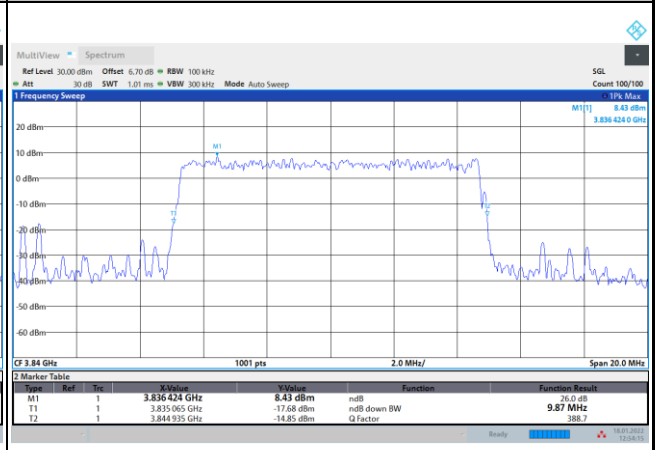 MultiView Spectrum
Ref Level 30.00 dBm Offset 6.70 dB RBW 100 kHz SGL
Att 30 dB SWT 1.01 ms VBW 300 kHz Mode Auto Sweep Count 100/100
1 Frequency Sweep 1Pk Max
M1[1] 8.43 dBm
3.836 424 0 GHz
20 dBm
M1
10 dBm
0 dBm
-10 dBm
T1
-20 dBm
-30 dBm
-40 dBm
-50 dBm
-60 dBm
CF 3.84 GHz 1001 pts 2.0 MHz/ Span 20.0 MHz
2 Marker Table
Type Ref Trc X-Value Y-Value Function Function Result
M1 1 3.836 424 GHz 8.43 dBm ndB 26.0 dB
T1 1 3.835 065 GHz -17.68 dBm ndB down BW 9.87 MHz
T2 1 3.844 935 GHz -14.85 dBm Q Factor 388.7
Ready 18.01.2022
12:54:15